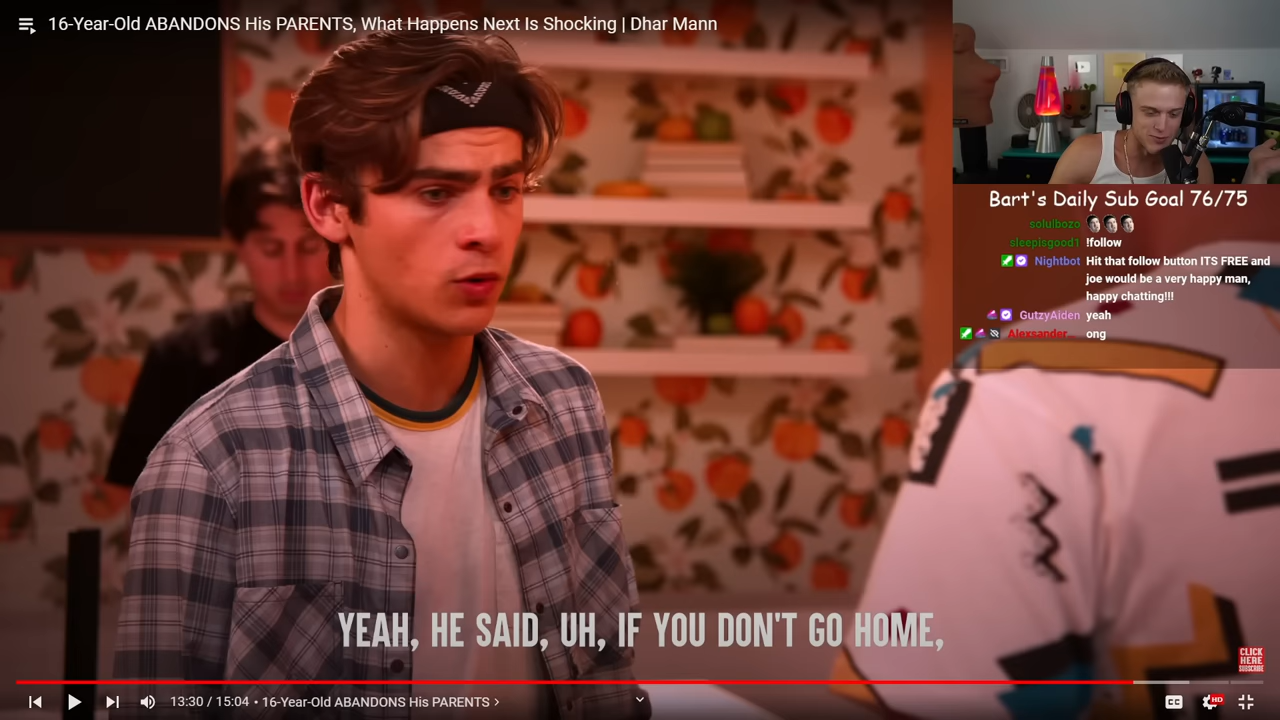 16-Year-Old ABANDONS His PARENTS, What Happens Next Is Shocking | Dhar Mann
Bart's Daily Sub Goal 76/75
solulbozo
sleepisgood1 !follow
Nightbot Hit that follow button ITS FREE and
joe would be a very happy man,
happy chatting!!!
GutzyAiden yeah
Alexsander... ong
YEAH, HE SAID, UH, IF YOU DON'T GO HOME,
CLICK
HERE
SUBSCRIBE
13:30 / 15:04 • 16-Year-Old ABANDONS His PARENTS >
CC
HD